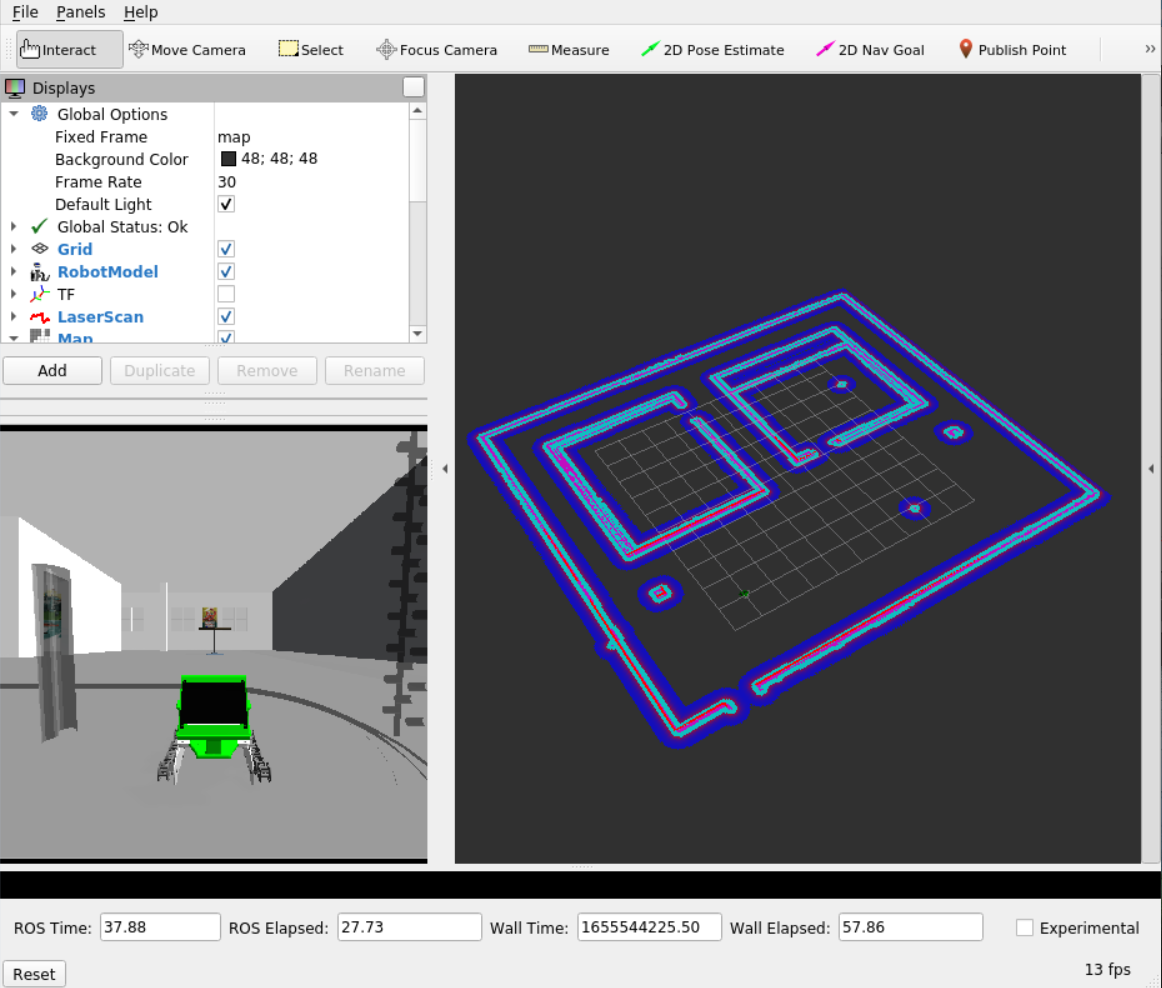 File Panels Help
Interact Move Camera Select Focus Camera Measure 2D Pose Estimate 2D Nav Goal Publish Point »
Displays
Global Options
Fixed Frame map
Background Color 48; 48; 48
Frame Rate 30
Default Light
Global Status: Ok
Grid
RobotModel
TF
LaserScan
Map
Add Duplicate Remove Rename
ROS Time: 37.88 ROS Elapsed: 27.73 Wall Time: 1655544225.50 Wall Elapsed: 57.86 Experimental
Reset 13 fps